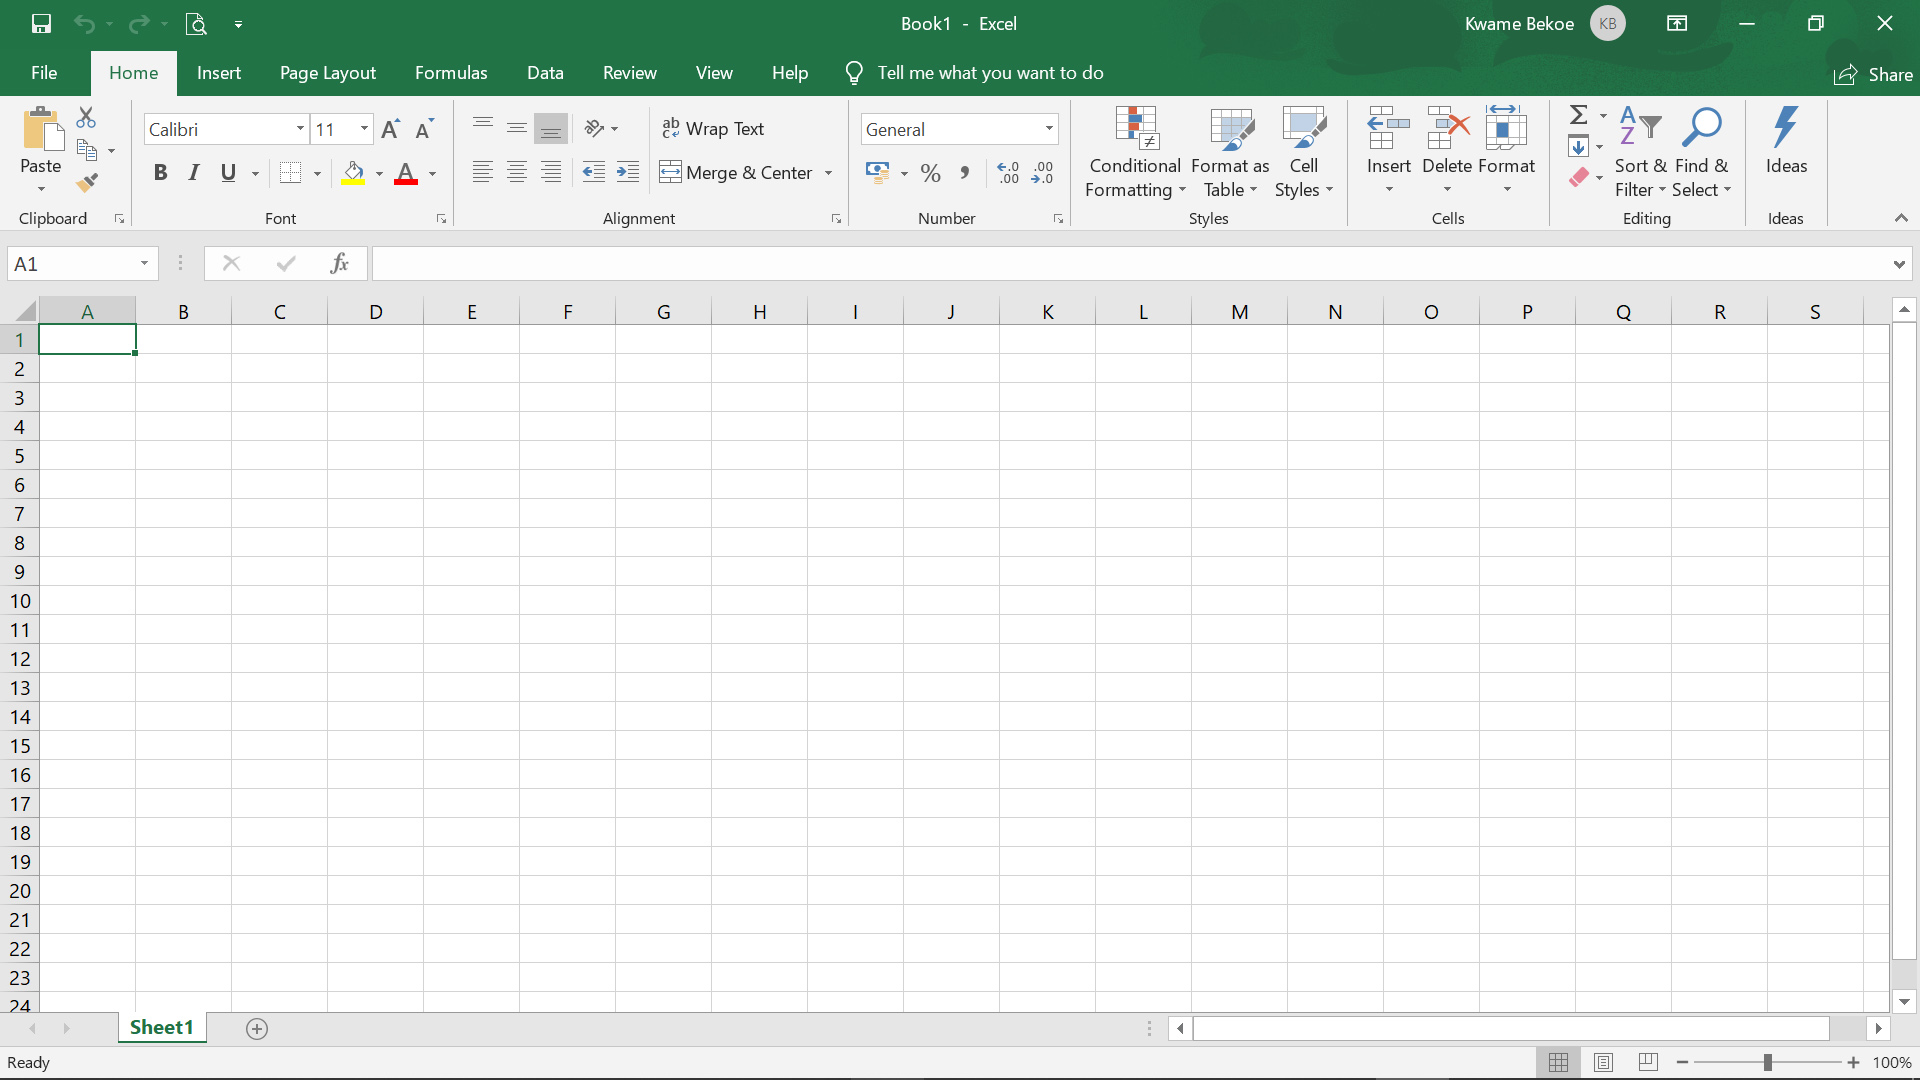 Book1 - Excel
Kwame Bekoe KB
File Home Insert Page Layout Formulas Data Review View Help Tell me what you want to do Share
Paste
Clipboard
Calibri 11
B I U A
Font
ab Wrap Text
Merge & Center
Alignment
General
% ,
Number
Conditional Formatting
Format as Table
Cell Styles
Styles
Insert Delete Format
Cells
Sort & Filter
Find & Select
Editing
Ideas
Ideas
A1 fx
A B C D E F G H I J K L M N O P Q R S
1
2
3
4
5
6
7
8
9
10
11
12
13
14
15
16
17
18
19
20
21
22
23
24
Sheet1
Ready 100%